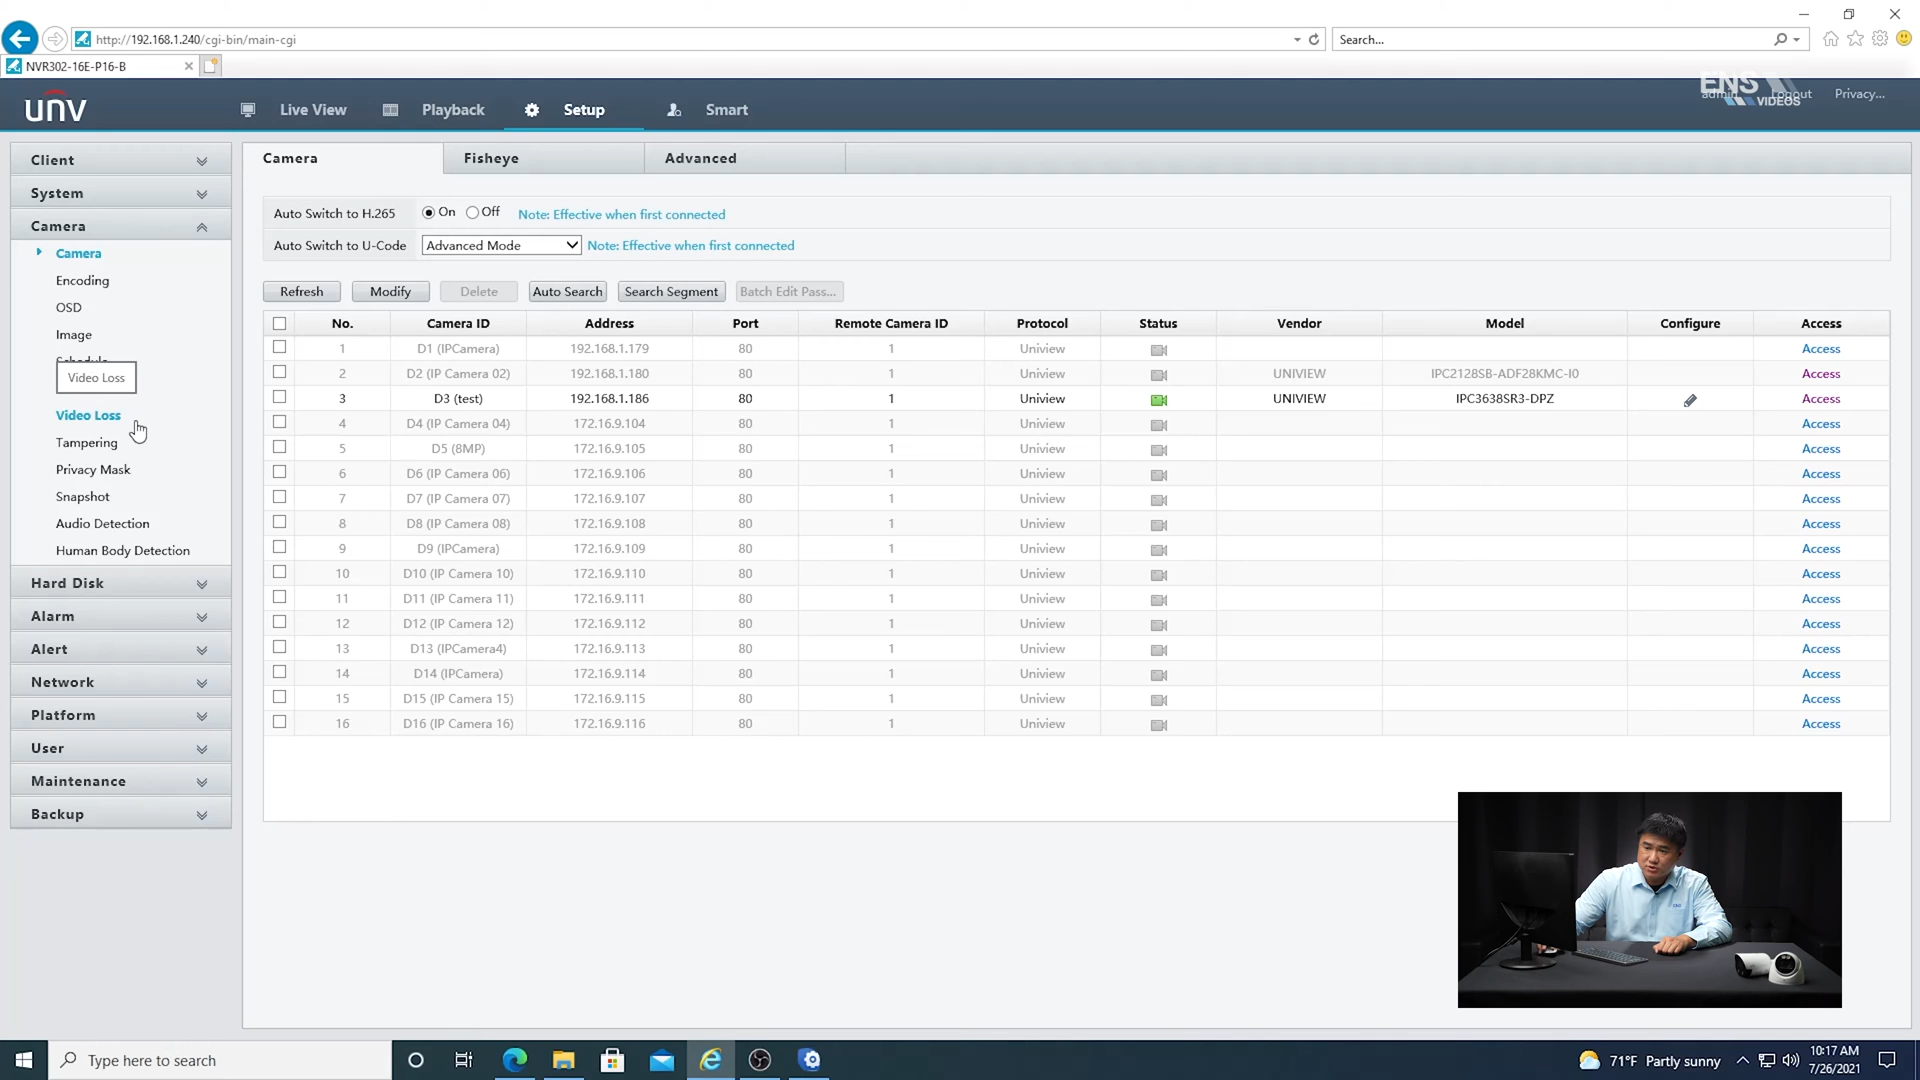 http://192.168.1.240/cgi-bin/main-cgi
Search...
NVR302-16E-P16-B
unv
Live View
Playback
Setup
Smart
ENS
VIDEOS
admin
Logout
Privacy...
Client
System
Camera
Camera
Encoding
OSD
Image
Schedule
Video Loss
Video Loss
Tampering
Privacy Mask
Snapshot
Audio Detection
Human Body Detection
Hard Disk
Alarm
Alert
Network
Platform
User
Maintenance
Backup
Camera Fisheye Advanced
Auto Switch to H.265 On Off Note: Effective when first connected
Auto Switch to U-Code Advanced Mode Note: Effective when first connected
Refresh Modify Delete Auto Search Search Segment Batch Edit Pass...
No. Camera ID Address Port Remote Camera ID Protocol Status Vendor Model Configure Access
1 D1 (IPCamera) 192.168.1.179 80 1 Uniview Access
2 D2 (IP Camera 02) 192.168.1.180 80 1 Uniview UNIVIEW IPC2128SB-ADF28KMC-I0 Access
3 D3 (test) 192.168.1.186 80 1 Uniview UNIVIEW IPC3638SR3-DPZ Access
4 D4 (IP Camera 04) 172.16.9.104 80 1 Uniview Access
5 D5 (8MP) 172.16.9.105 80 1 Uniview Access
6 D6 (IP Camera 06) 172.16.9.106 80 1 Uniview Access
7 D7 (IP Camera 07) 172.16.9.107 80 1 Uniview Access
8 D8 (IP Camera 08) 172.16.9.108 80 1 Uniview Access
9 D9 (IPCamera) 172.16.9.109 80 1 Uniview Access
10 D10 (IP Camera 10) 172.16.9.110 80 1 Uniview Access
11 D11 (IP Camera 11) 172.16.9.111 80 1 Uniview Access
12 D12 (IP Camera 12) 172.16.9.112 80 1 Uniview Access
13 D13 (IPCamera4) 172.16.9.113 80 1 Uniview Access
14 D14 (IPCamera) 172.16.9.114 80 1 Uniview Access
15 D15 (IP Camera 15) 172.16.9.115 80 1 Uniview Access
16 D16 (IP Camera 16) 172.16.9.116 80 1 Uniview Access
Type here to search
71°F Partly sunny
10:17 AM
7/26/2021